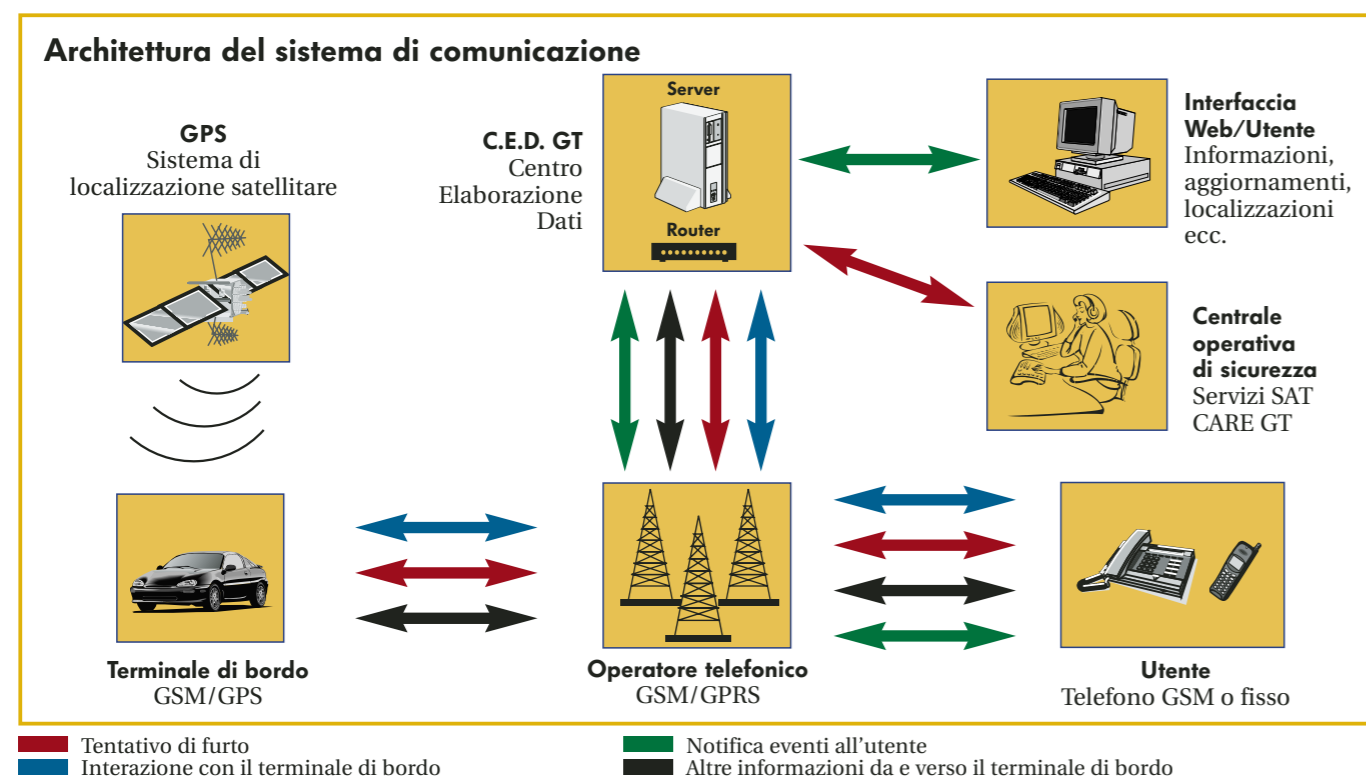 Architettura del sistema di comunicazione
GPS
Sistema di
localizzazione satellitare
C.E.D. GT
Centro
Elaborazione
Dati
Server
Router
Interfaccia
Web/Utente
Informazioni,
aggiornamenti,
localizzazioni
ecc.
Centrale
operativa
di sicurezza
Servizi SAT
CARE GT
Terminale di bordo
GSM/GPS
Operatore telefonico
GSM/GPRS
Utente
Telefono GSM o fisso
Tentativo di furto
Interazione con il terminale di bordo
Notifica eventi all'utente
Altre informazioni da e verso il terminale di bordo